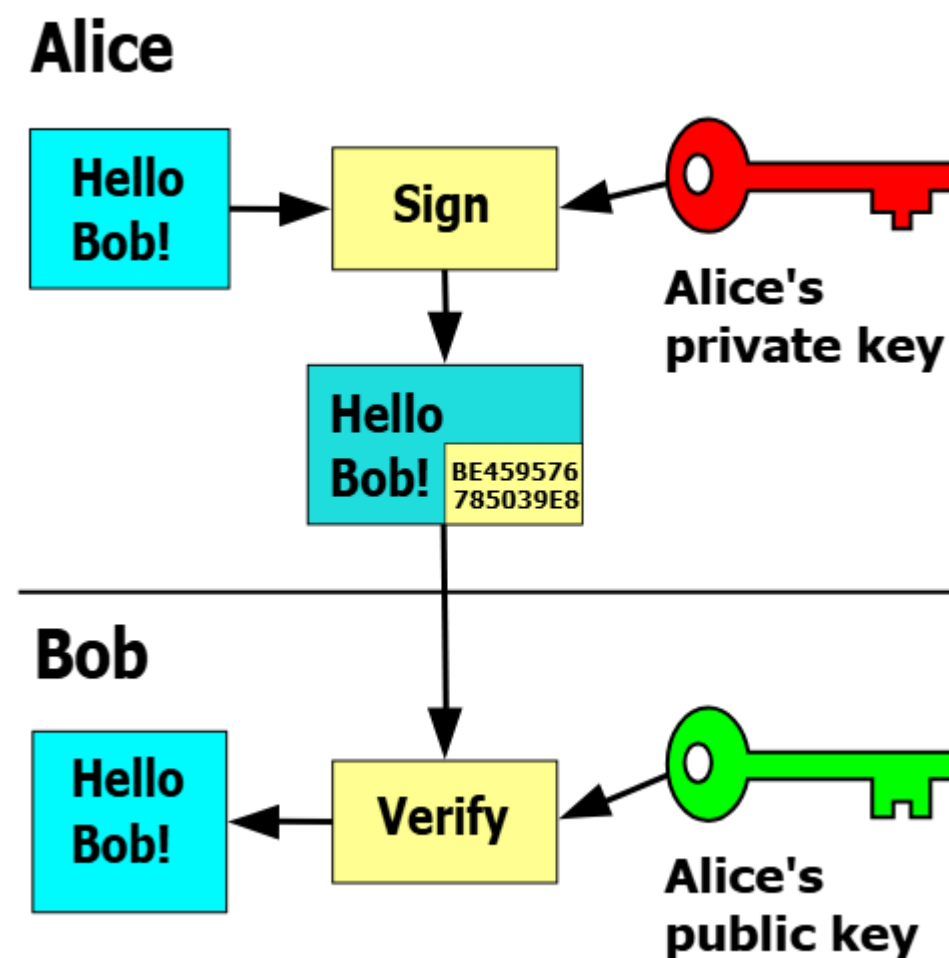 Alice
Hello
Bob!
Sign
Alice's
private key
Hello
Bob!
BE459576
785039E8
Bob
Hello
Bob!
Verify
Alice's
public key